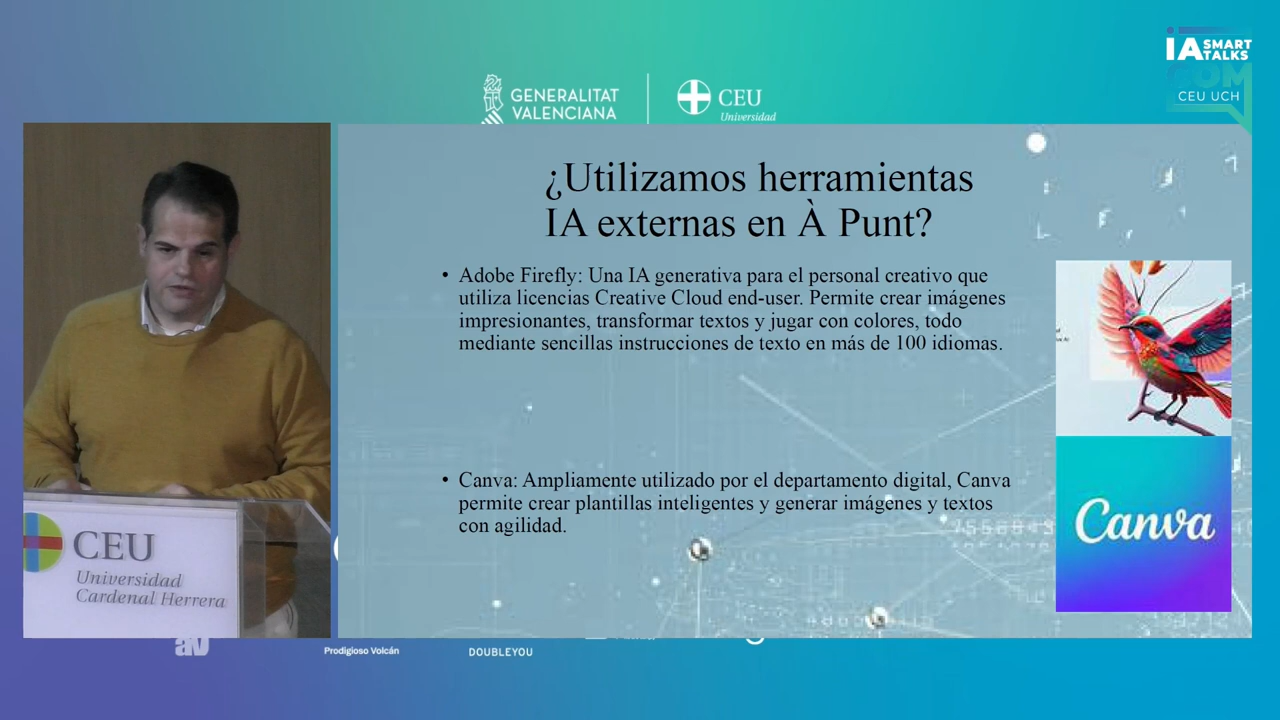 IA SMART
TALKS
COM
CEU UCH
GENERALITAT
VALENCIANA
CEU
Universidad
¿Utilizamos herramientas
IA externas en À Punt?
• Adobe Firefly: Una IA generativa para el personal creativo que
utiliza licencias Creative Cloud end-user. Permite crear imágenes
impresionantes, transformar textos y jugar con colores, todo
mediante sencillas instrucciones de texto en más de 100 idiomas.
• Canva: Ampliamente utilizado por el departamento digital, Canva
permite crear plantillas inteligentes y generar imágenes y textos
con agilidad.
Canva
CEU
Universidad
Cardenal Herrera
av
Prodigioso Volcán
DOUBLEYOU